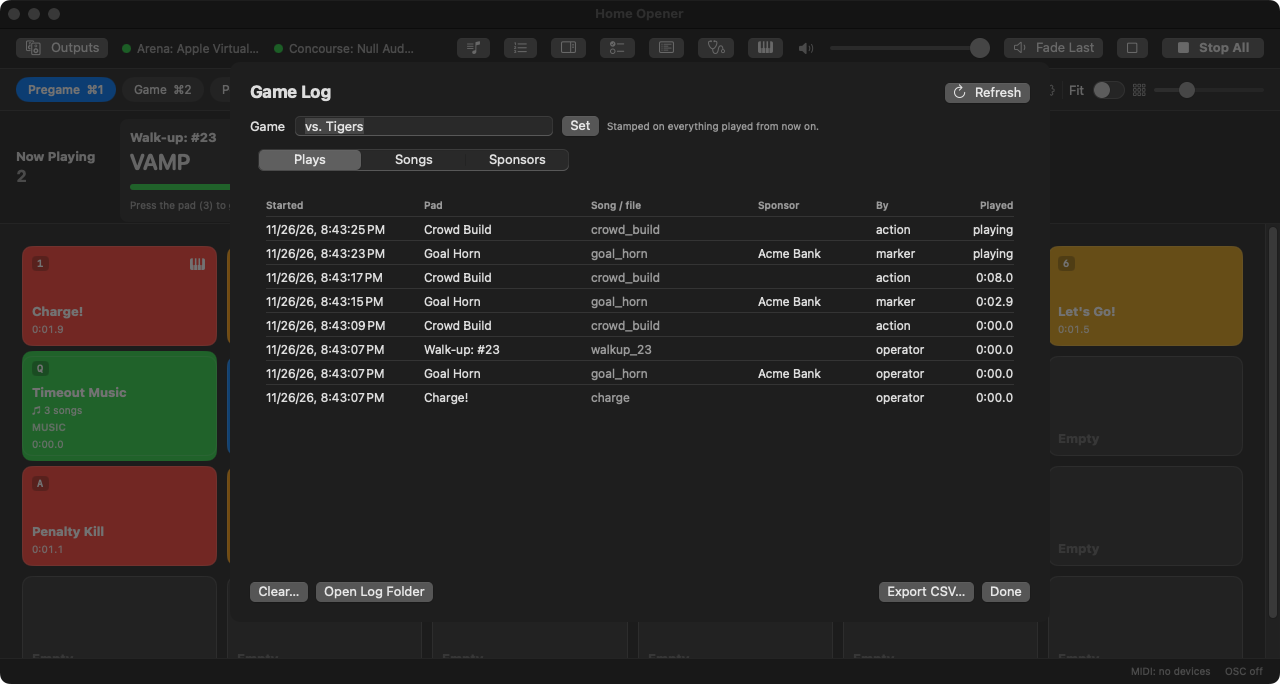 Home Opener
Outputs
Arena: Apple Virtual...
Concourse: Null Aud...
Fade Last
Stop All
Pregame ⌘1
Game ⌘2
P
Fit
Game Log
Refresh
Game
vs. Tigers
Set
Stamped on everything played from now on.
Plays Songs Sponsors
Now Playing
2
Walk-up: #23
VAMP
Press the pad (3) to
Started Pad Song / file Sponsor By Played
11/26/26, 8:43:25 PM Crowd Build crowd_build action playing
11/26/26, 8:43:23 PM Goal Horn goal_horn Acme Bank marker playing
11/26/26, 8:43:17 PM Crowd Build crowd_build action 0:08.0
11/26/26, 8:43:15 PM Goal Horn goal_horn Acme Bank marker 0:02.9
11/26/26, 8:43:09 PM Crowd Build crowd_build action 0:00.0
11/26/26, 8:43:07 PM Walk-up: #23 walkup_23 operator 0:00.0
11/26/26, 8:43:07 PM Goal Horn goal_horn Acme Bank operator 0:00.0
11/26/26, 8:43:07 PM Charge! charge operator 0:00.0
1
Charge!
0:01.9
6
Let's Go!
0:01.5
Q
Timeout Music
3 songs
MUSIC
0:00.0
Empty
A
Penalty Kill
0:01.1
Empty
Clear...
Open Log Folder
Export CSV...
Done
Empty Empty Empty Empty Empty Empty
MIDI: no devices OSC off